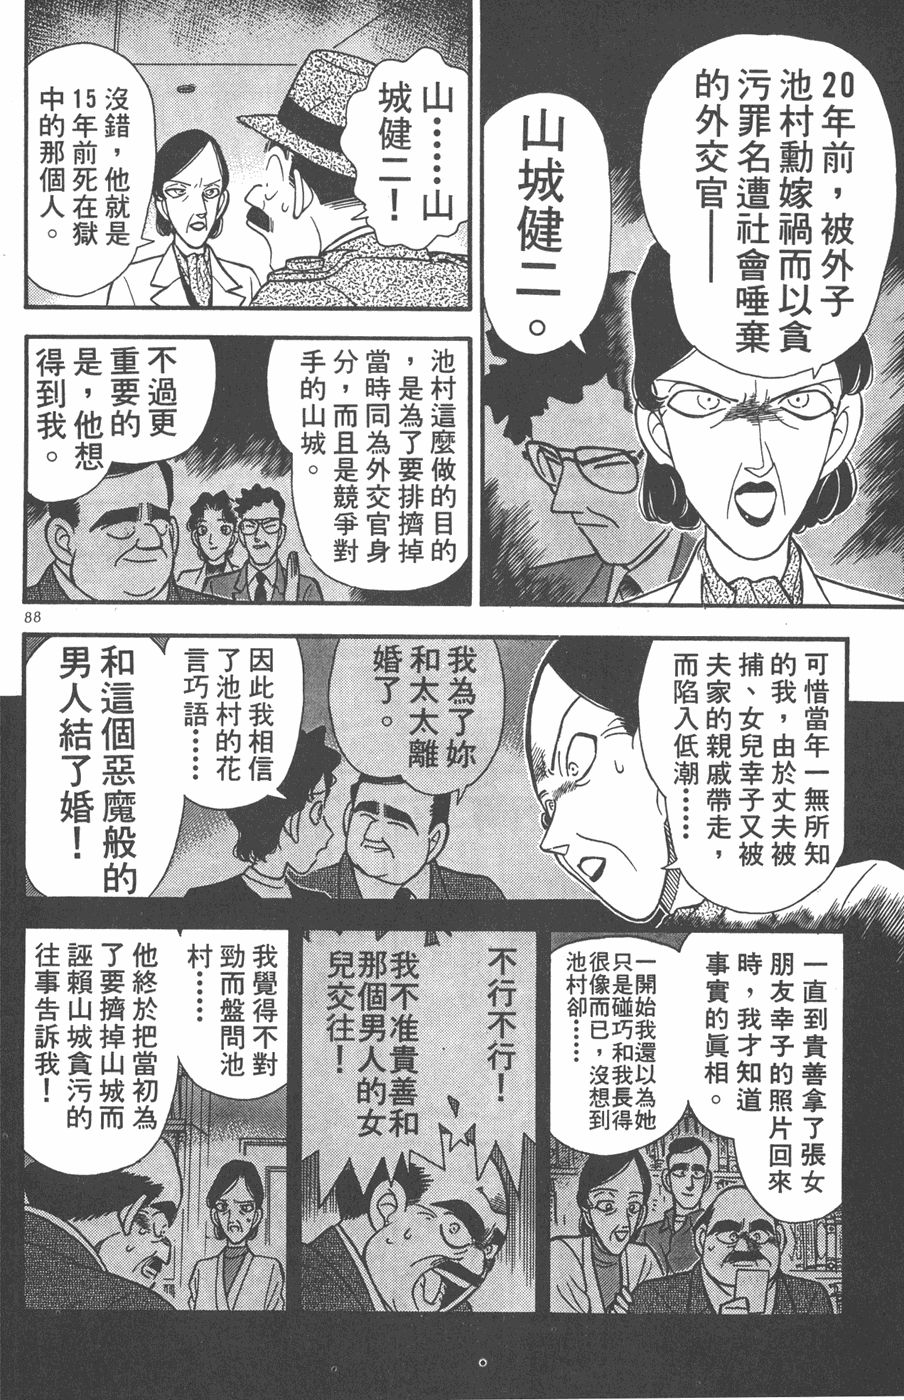 20年前，被外子
池村勳嫁禍而以貪
污罪名遭社會唾棄
的外交官——
山城健二。
山……山
城健二！
沒錯，他就是
15年前死在獄
中的那個人。
池村這麼做的目的
，是為了要排擠掉
當時同為外交官身
分，而且是競爭對
手的山城。
不過更
重要的
是，他想
得到我。
88
可惜當年一無所知
的我，由於丈夫被
捕、女兒幸子又被
夫家的親戚帶走，
而陷入低潮……
我為了妳
和太太離
婚了。
因此我相信
了池村的花
言巧語……
和這個惡魔般的
男人結了婚！
一直到貴善拿了張女
朋友幸子的照片回來
時，我才知道
事實的眞相。
一開始我還以為她
只是碰巧和我長得
很像而已，沒想到
池村卻……
不行不行！
我不准貴善和
那個男人的女
兒交往！
我覺得不對
勁而盤問池
村……
他終於把當初為
了要擠掉山城而
誣賴山城貪污的
往事告訴我！